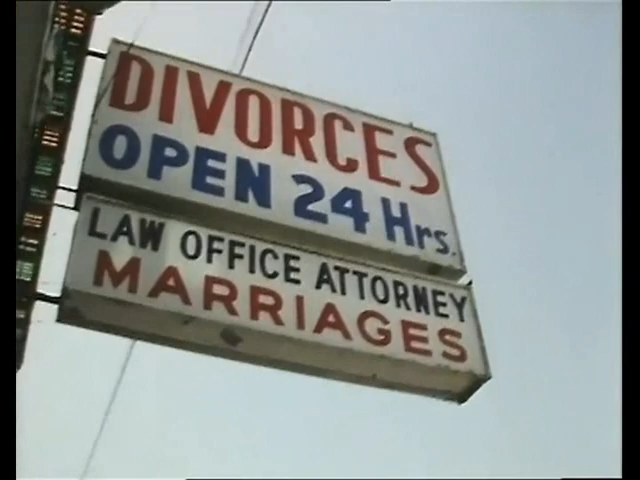 DIVORCES
OPEN 24 Hrs.
LAW OFFICE ATTORNEY
MARRIAGES